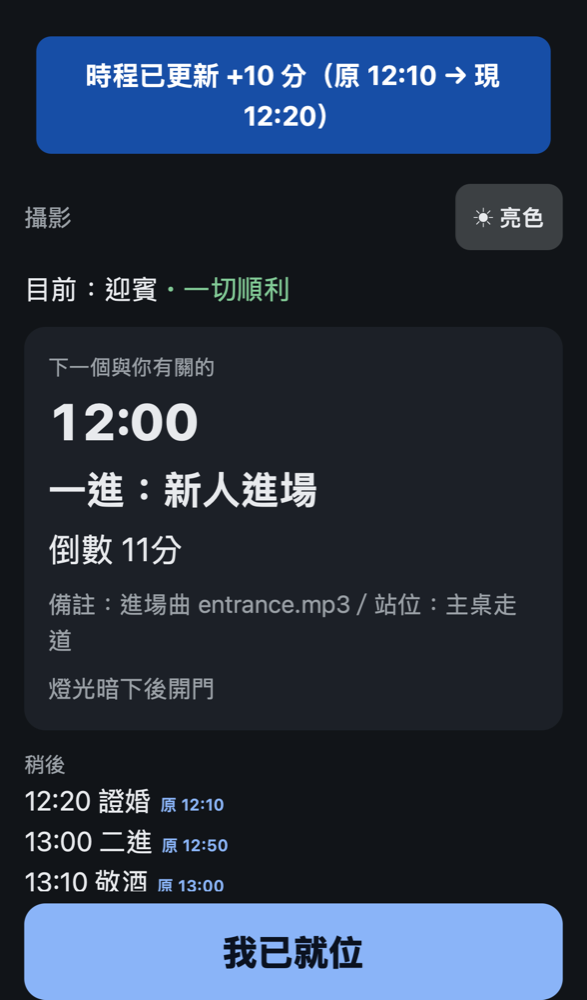 時程已更新 +10 分（原 12:10 → 現
12:20）
攝影
☀ 亮色
目前：迎賓・一切順利
下一個與你有關的
12:00
一進：新人進場
倒數 11分
備註：進場曲 entrance.mp3 / 站位：主桌走
道
燈光暗下後開門
稍後
12:20 證婚 原 12:10
13:00 二進 原 12:50
13:10 敬酒 原 13:00
我已就位